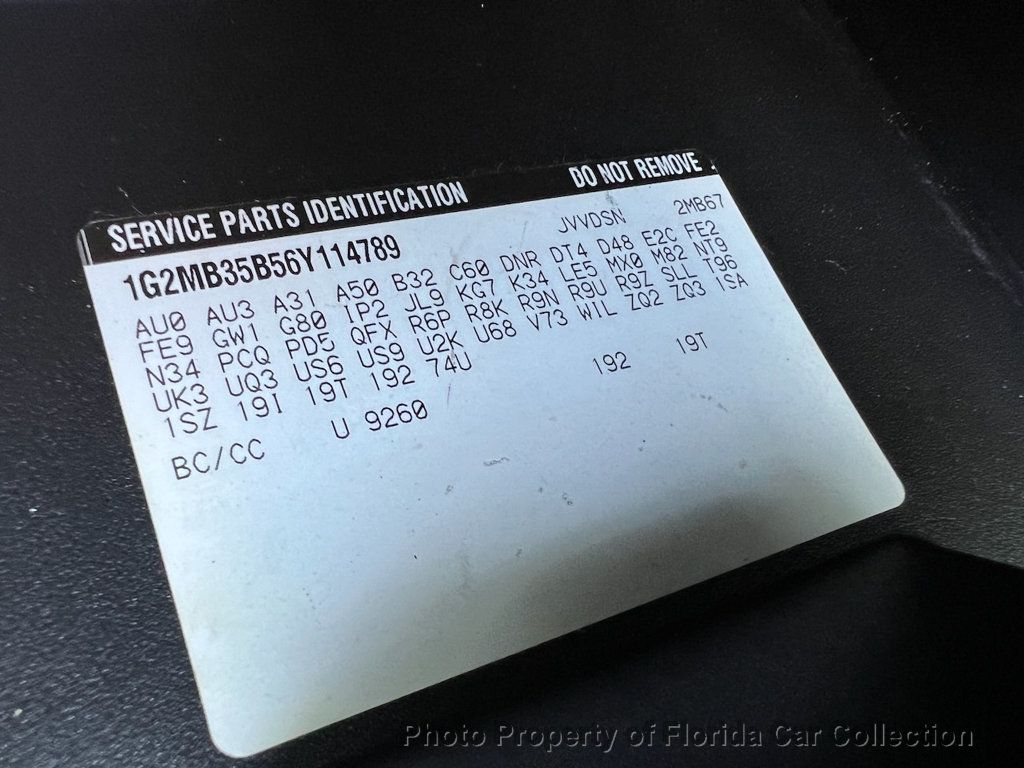 SERVICE PARTS IDENTIFICATION DO NOT REMOVE
1G2MB35B56Y114789 JVVDSN 2MB67
AU0 AU3 A31 A50 B32 C60 DNR DT4 D48 E2C FE2
FE9 GW1 G80 IP2 JL9 KG7 K34 LE5 MX0 M82 NT9
N34 PCQ PD5 QFX R6P R8K R9N R9U R9Z SLL T96
UK3 UQ3 US6 US9 U2K U68 V73 WIL ZQ2 ZQ3 1SA
1SZ 19I 19T 192 74U 192 19T
BC/CC U 9260
Photo Property of Florida Car Collection